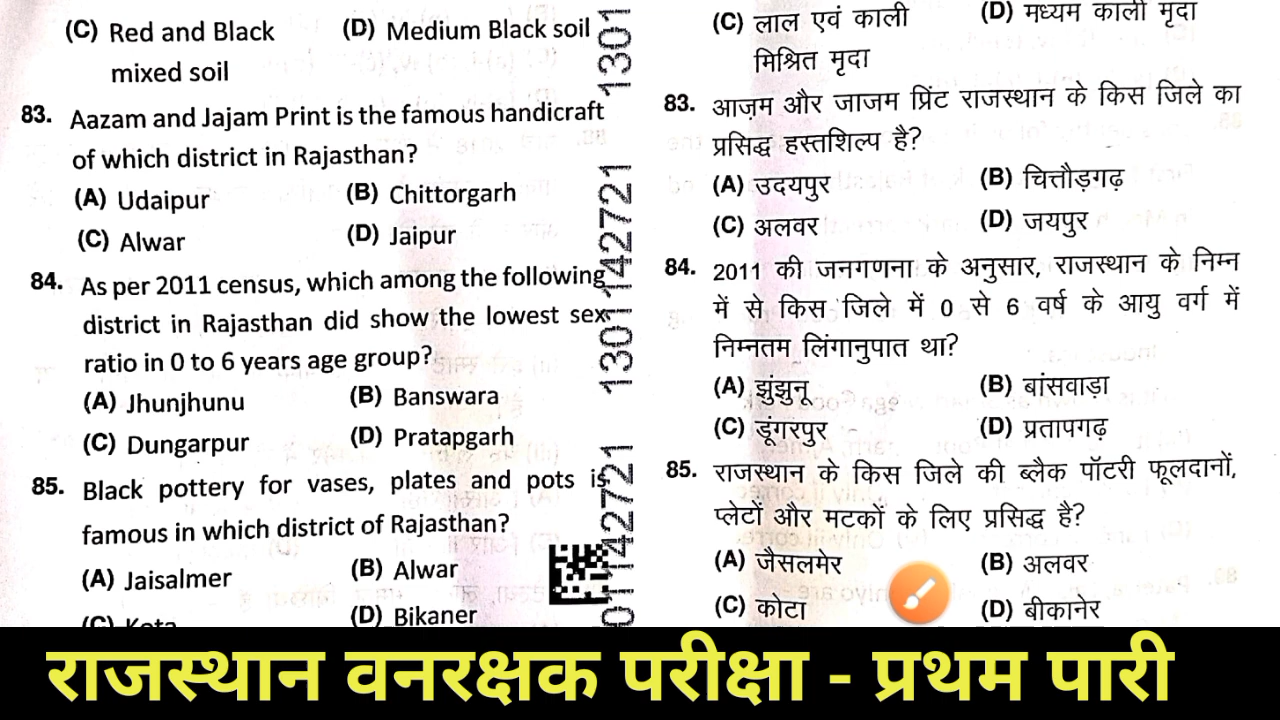 (C) Red and Black (D) Medium Black soil
mixed soil
83. Aazam and Jajam Print is the famous handicraft
of which district in Rajasthan?
(A) Udaipur (B) Chittorgarh
(C) Alwar (D) Jaipur
84. As per 2011 census, which among the following
district in Rajasthan did show the lowest sex
ratio in 0 to 6 years age group?
(A) Jhunjhunu (B) Banswara
(C) Dungarpur (D) Pratapgarh
85. Black pottery for vases, plates and pots is
famous in which district of Rajasthan?
(A) Jaisalmer (B) Alwar
(C) Kota (D) Bikaner
1301
1301142721
01142721
(C) लाल एवं काली (D) मध्यम काली मृदा
मिश्रित मृदा
83. आज़म और जाजम प्रिंट राजस्थान के किस जिले का
प्रसिद्ध हस्तशिल्प है?
(A) उदयपुर (B) चित्तौड़गढ़
(C) अलवर (D) जयपुर
84. 2011 की जनगणना के अनुसार, राजस्थान के निम्न
में से किस जिले में 0 से 6 वर्ष के आयु वर्ग में
निम्नतम लिंगानुपात था?
(A) झुंझुनू (B) बांसवाड़ा
(C) डूंगरपुर (D) प्रतापगढ़
85. राजस्थान के किस जिले की ब्लैक पॉटरी फूलदानों,
प्लेटों और मटकों के लिए प्रसिद्ध है?
(A) जैसलमेर (B) अलवर
(C) कोटा (D) बीकानेर
राजस्थान वनरक्षक परीक्षा - प्रथम पारी